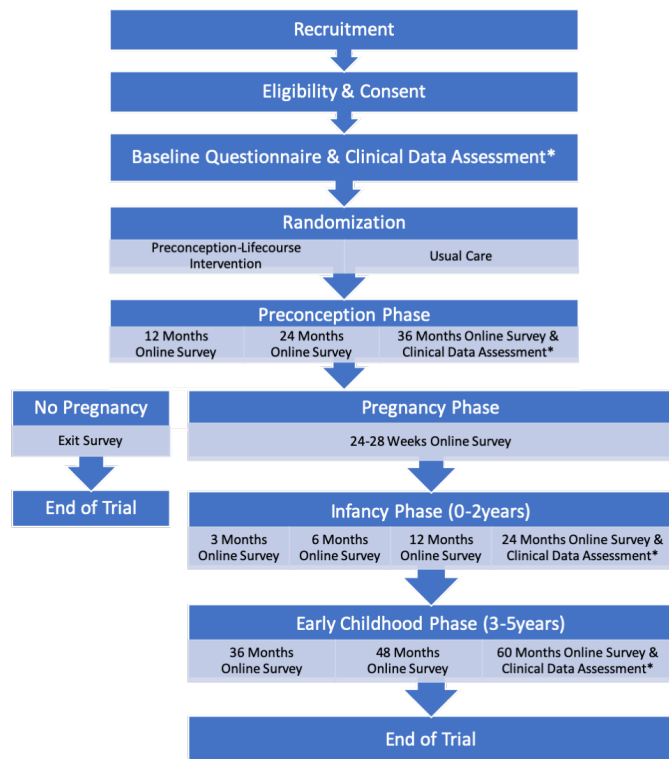 Recruitment
Eligibility & Consent
Baseline Questionnaire & Clinical Data Assessment*
Randomization
Preconception-Lifecourse
Intervention
Usual Care
Preconception Phase
12 Months
Online Survey
24 Months
Online Survey
36 Months Online Survey &
Clinical Data Assessment*
No Pregnancy
Exit Survey
End of Trial
Pregnancy Phase
24-28 Weeks Online Survey
Infancy Phase (0-2years)
3 Months
Online Survey
6 Months
Online Survey
12 Months
Online Survey
24 Months Online Survey &
Clinical Data Assessment*
Early Childhood Phase (3-5years)
36 Months
Online Survey
48 Months
Online Survey
60 Months Online Survey &
Clinical Data Assessment*
End of Trial